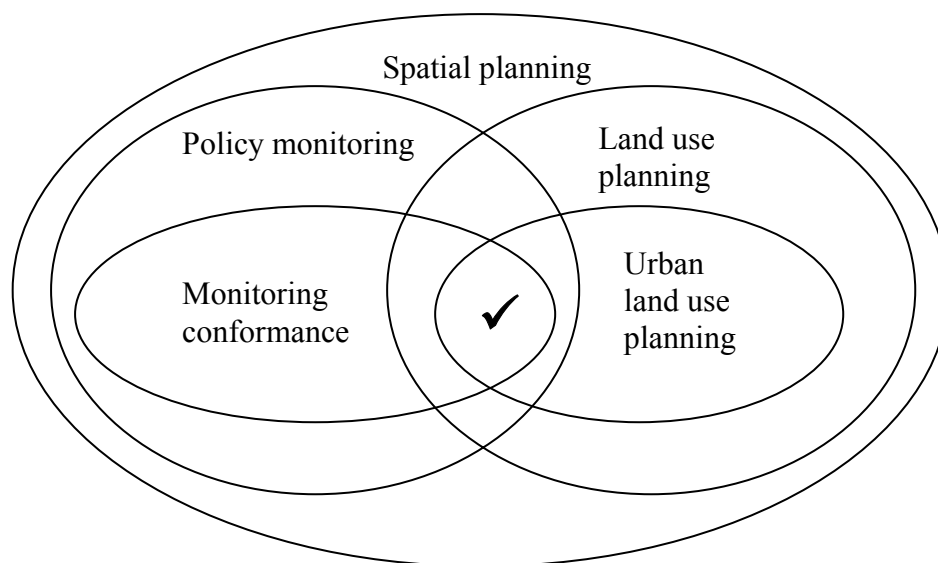 Spatial planning
Policy monitoring
Land use
planning
Monitoring
conformance
Urban
land use
planning